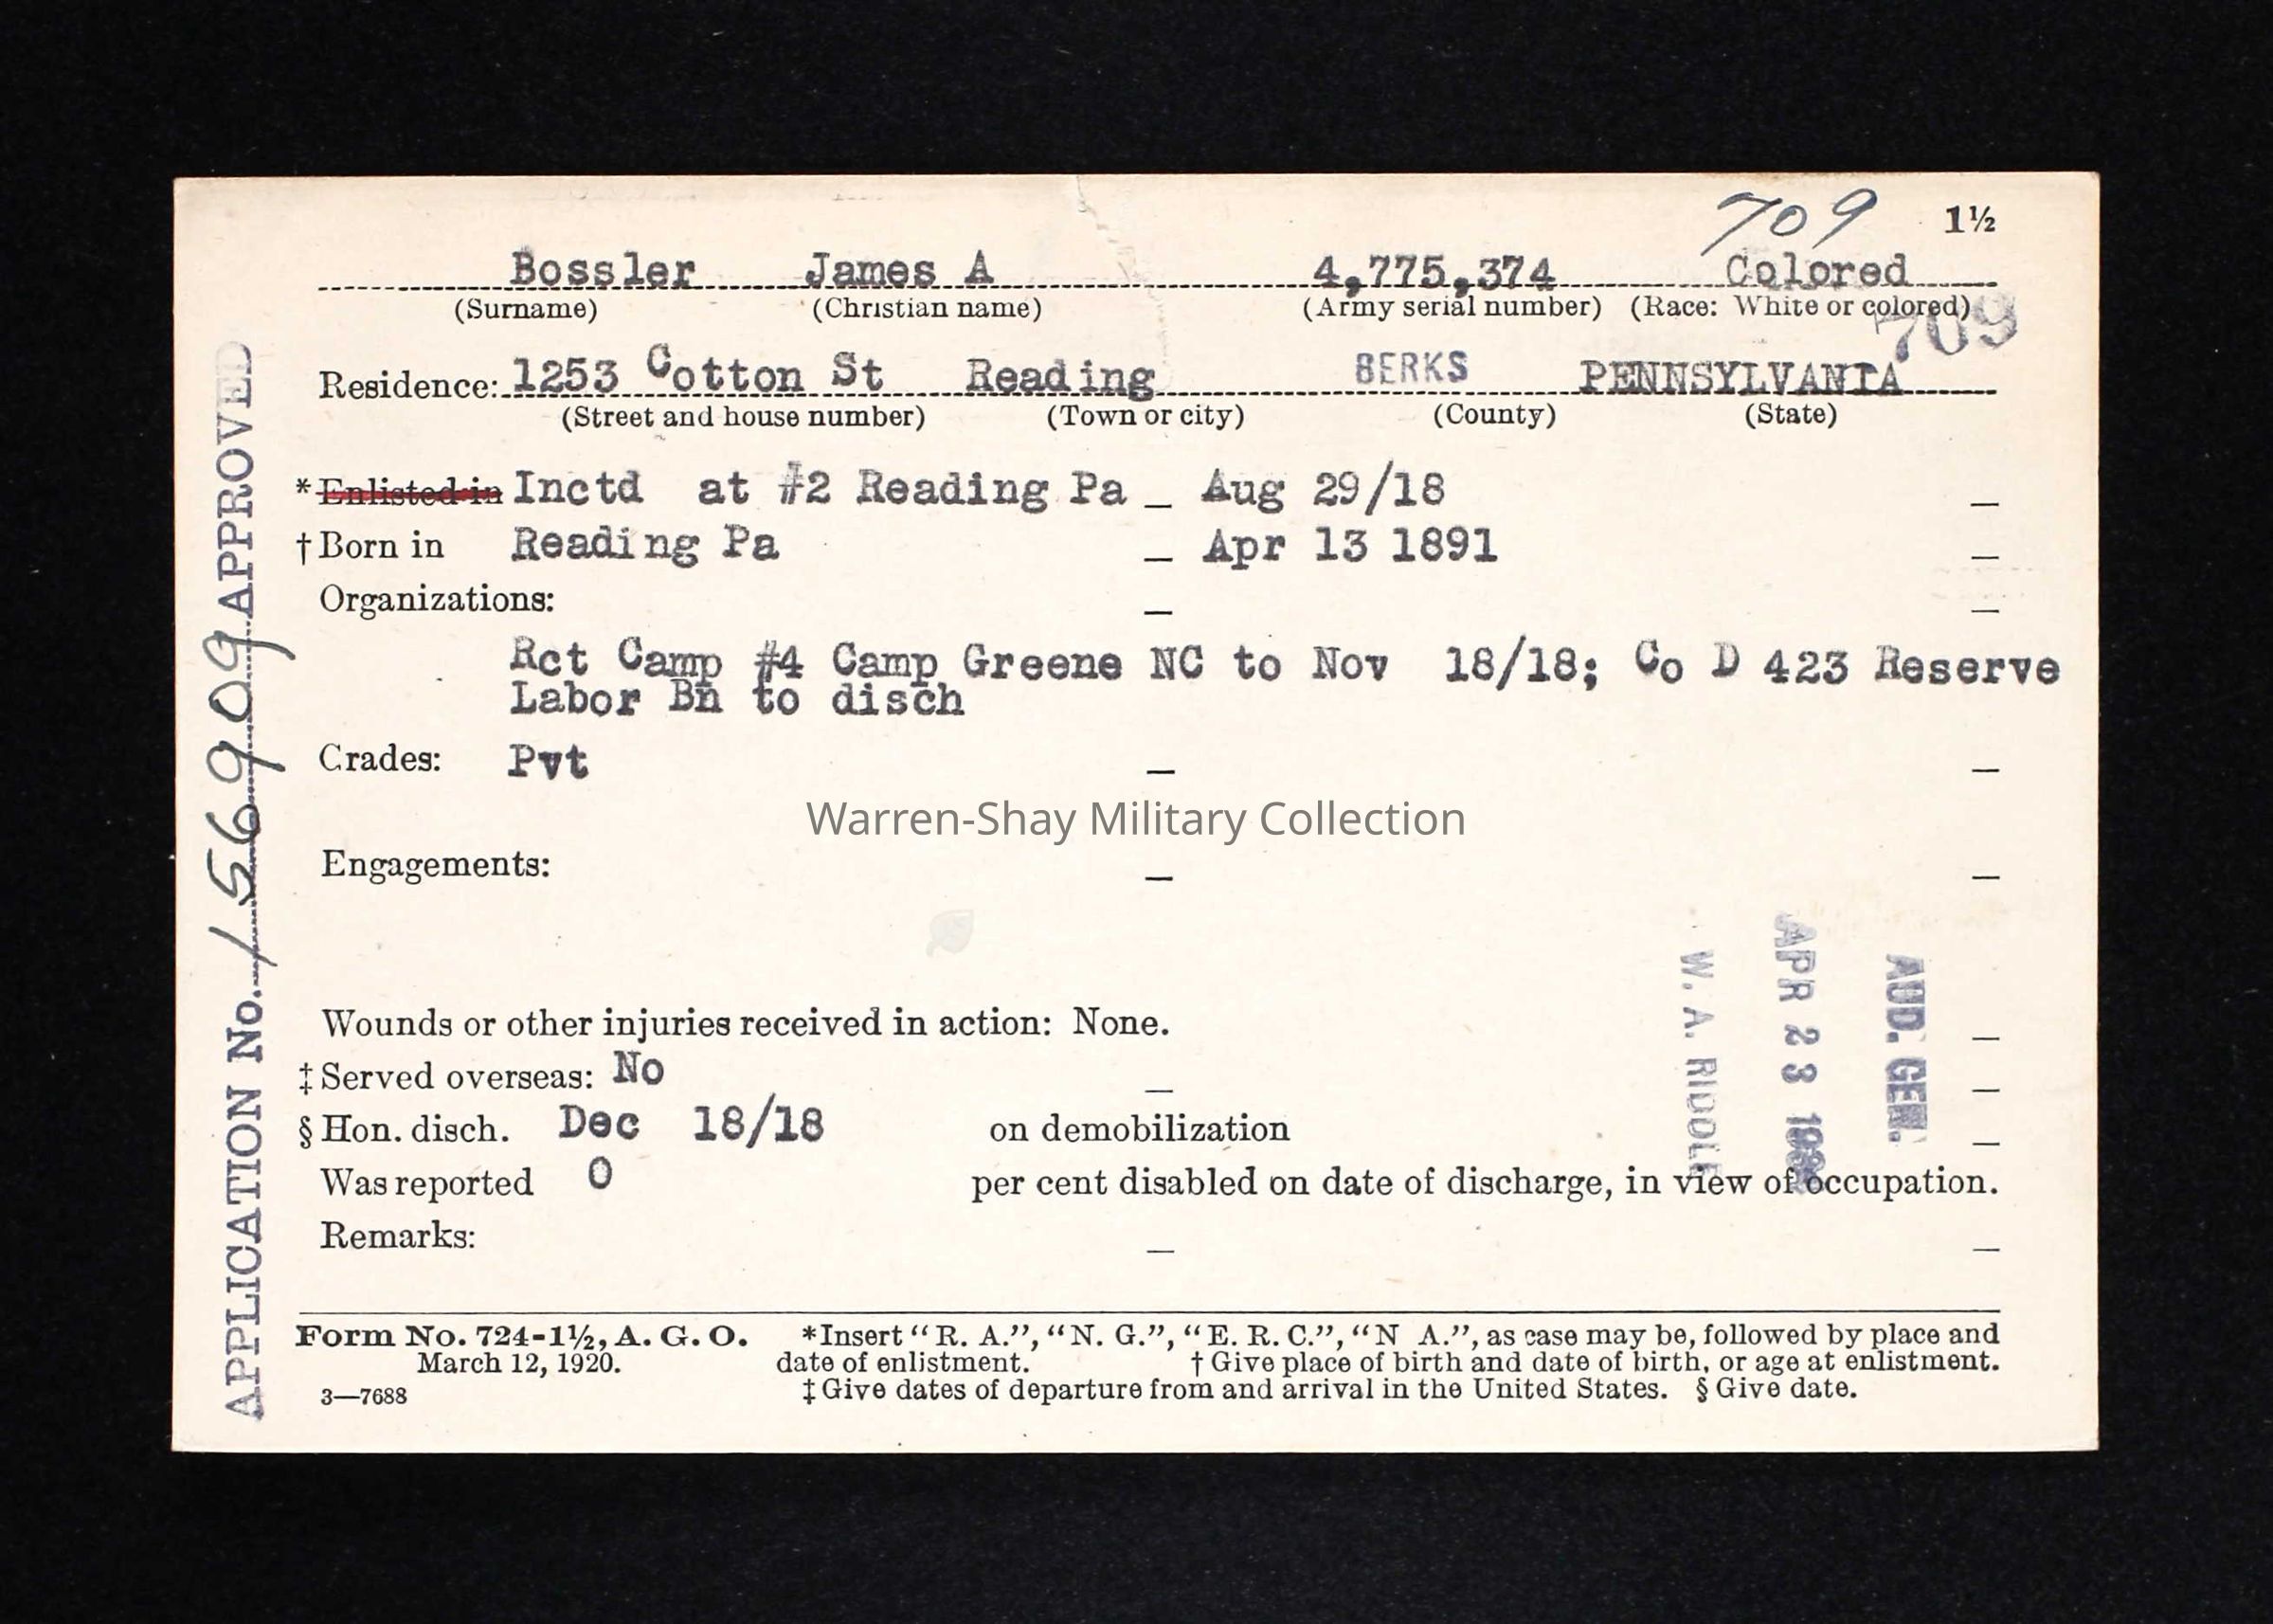 709 1½
Bossler James A 4,775,374 Colored
(Surname) (Christian name) (Army serial number) (Race: White or colored)
709
Residence: 1253 Cotton St Reading BERKS PENNSYLVANIA
(Street and house number) (Town or city) (County) (State)
* Enlisted in Inctd at #2 Reading Pa _ Aug 29/18 _
† Born in Reading Pa _ Apr 13 1891 _
Organizations: _ _
Rct Camp #4 Camp Greene NC to Nov 18/18; Co D 423 Reserve
Labor Bn to disch
Crades: Pvt _ _
Warren-Shay Military Collection
Engagements: _ _
Wounds or other injuries received in action: None. _
‡ Served overseas: No _ _
§ Hon. disch. Dec 18/18 on demobilization _
Was reported 0 per cent disabled on date of discharge, in view of occupation.
Remarks: _ _
AUD. GEN.
APR 23
W. A. RIDDLE
APPLICATION No. 156909 APPROVED
Form No. 724-1½, A. G. O. *Insert "R. A.", "N. G.", "E. R. C.", "N A.", as case may be, followed by place and
March 12, 1920. date of enlistment. † Give place of birth and date of birth, or age at enlistment.
3—7688 ‡ Give dates of departure from and arrival in the United States. § Give date.